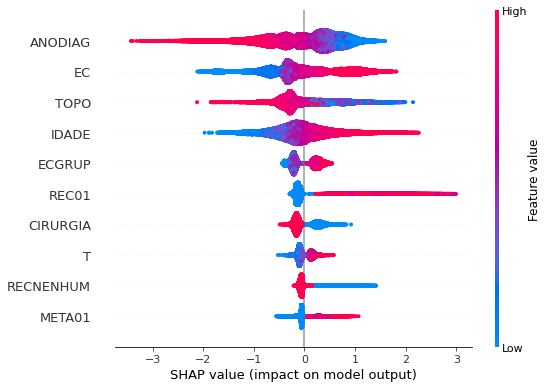 High
ANODIAG
EC
TOPO
IDADE
ECGRUP
REC01
CIRURGIA
T
RECNENHUM
META01
Feature value
Low
−3 −2 −1 0 1 2 3
SHAP value (impact on model output)